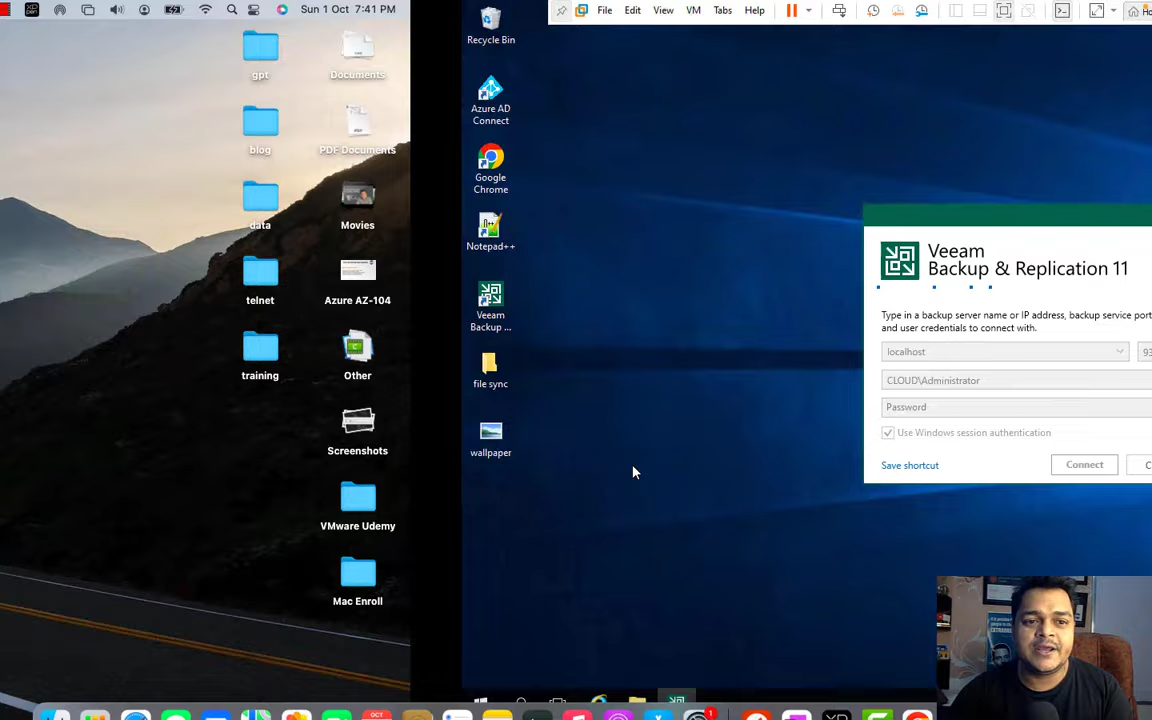 Sun 1 Oct 7:41 PM
gpt
Documents
blog
PDF Documents
data
Movies
telnet
Azure AZ-104
training
Other
Screenshots
VMware Udemy
Mac Enroll
File Edit View VM Tabs Help
Recycle Bin
Azure AD
Connect
Google
Chrome
Notepad++
Veeam
Backup ...
file sync
wallpaper
Veeam
Backup & Replication 11
Type in a backup server name or IP address, backup service port
and user credentials to connect with.
localhost
93
CLOUD\Administrator
Password
Use Windows session authentication
Save shortcut
Connect
OCT
1